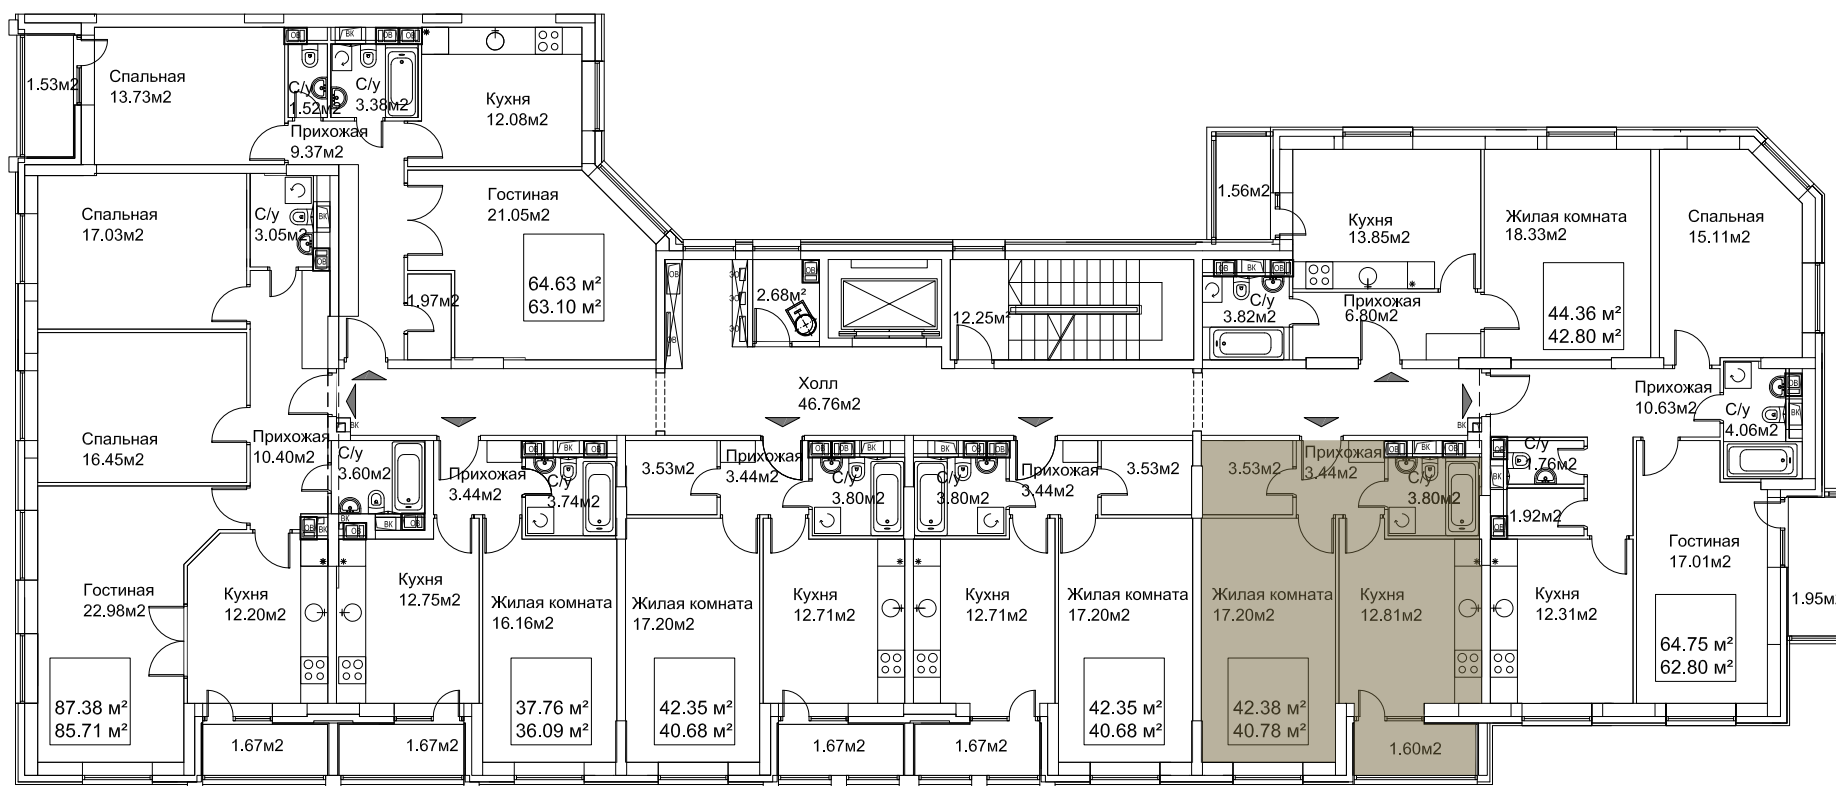 1.53м2
Спальная
13.73м2
С/у
1.52м2
С/у
3.38м2
Кухня
12.08м2
Прихожая
9.37м2
Спальная
17.03м2
С/у
3.05м2
Гостиная
21.05м2
64.63 м²
63.10 м²
1.97м2
2.68м²
12.25м²
1.56м2
Кухня
13.85м2
Жилая комната
18.33м2
Спальная
15.11м2
С/у
3.82м2
Прихожая
6.80м2
44.36 м²
42.80 м²
Холл
46.76м2
Прихожая
10.63м2
С/у
4.06м2
Спальная
16.45м2
Прихожая
10.40м2
С/у
3.60м2
Прихожая
3.44м2
С/у
3.74м2
3.53м2
Прихожая
3.44м2
С/у
3.80м2
С/у
3.80м2
Прихожая
3.44м2
3.53м2
3.53м2
Прихожая
3.44м2
С/у
3.80м2
С/у
1.76м2
1.92м2
Гостиная
17.01м2
Гостиная
22.98м2
Кухня
12.20м2
Кухня
12.75м2
Жилая комната
16.16м2
Жилая комната
17.20м2
Кухня
12.71м2
Кухня
12.71м2
Жилая комната
17.20м2
Жилая комната
17.20м2
Кухня
12.81м2
Кухня
12.31м2
1.95м
64.75 м²
62.80 м²
87.38 м²
85.71 м²
1.67м2
1.67м2
37.76 м²
36.09 м²
42.35 м²
40.68 м²
1.67м2
1.67м2
42.35 м²
40.68 м²
42.38 м²
40.78 м²
1.60м2